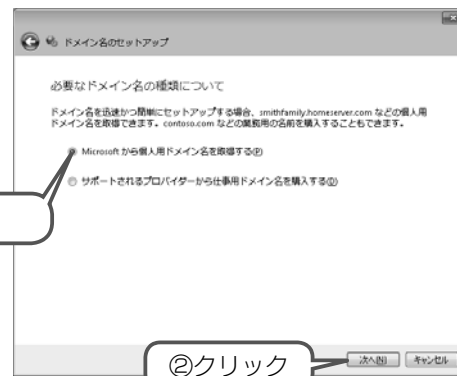 ドメイン名のセットアップ
必要なドメイン名の種類について
ドメイン名を迅速かつ簡単にセットアップする場合、smithfamily.homeserver.com などの個人用
ドメイン名を取得できます。contoso.com などの業務用の名前を購入することもできます。
Microsoft から個人用ドメイン名を取得する(P)
サポートされるプロバイダーから仕事用ドメイン名を購入する(O)
②クリック
次へ(N)
キャンセル